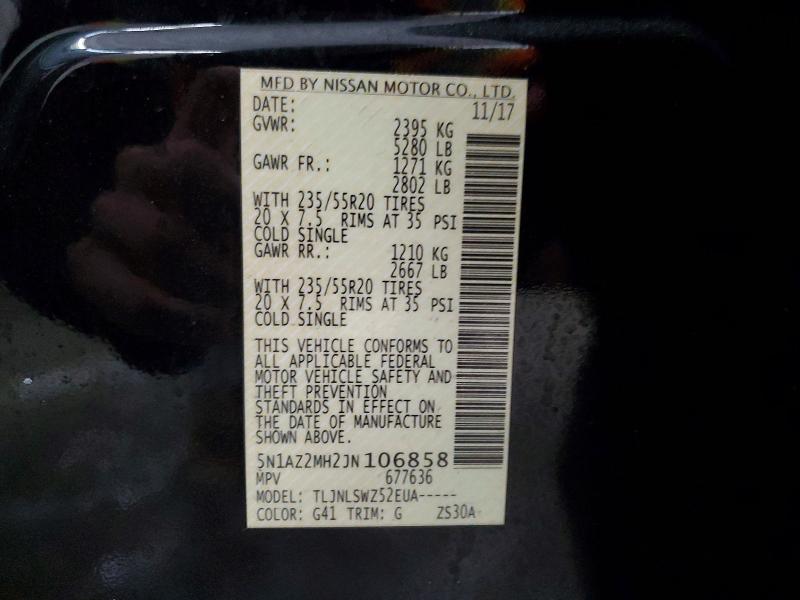 MFD BY NISSAN MOTOR CO., LTD.
DATE: 11/17
GVWR: 2395 KG
5280 LB
GAWR FR.: 1271 KG
2802 LB
WITH 235/55R20 TIRES
20 X 7.5 RIMS AT 35 PSI
COLD SINGLE
GAWR RR.: 1210 KG
2667 LB
WITH 235/55R20 TIRES
20 X 7.5 RIMS AT 35 PSI
COLD SINGLE
THIS VEHICLE CONFORMS TO
ALL APPLICABLE FEDERAL
MOTOR VEHICLE SAFETY AND
THEFT PREVENTION
STANDARDS IN EFFECT ON
THE DATE OF MANUFACTURE
SHOWN ABOVE.
5N1AZ2MH2JN106858
MPV 677636
MODEL: TLJNLSWZ52EUA-----
COLOR: G41 TRIM: G ZS30A